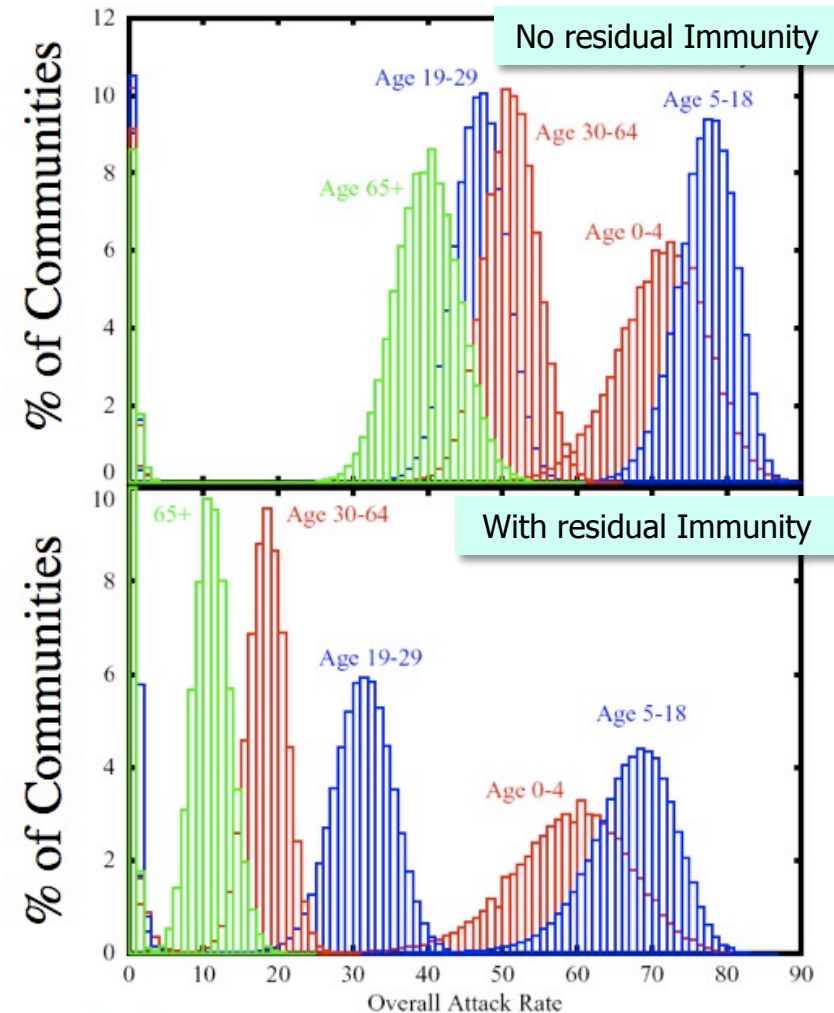 No residual Immunity
12
10
8
6
4
2
0
Age 19-29
Age 5-18
Age 30-64
Age 65+
Age 0-4
% of Communities
With residual Immunity
10
8
6
4
2
0
65+
Age 30-64
Age 19-29
Age 5-18
Age 0-4
% of Communities
0 10 20 30 40 50 60 70 80 90
Overall Attack Rate